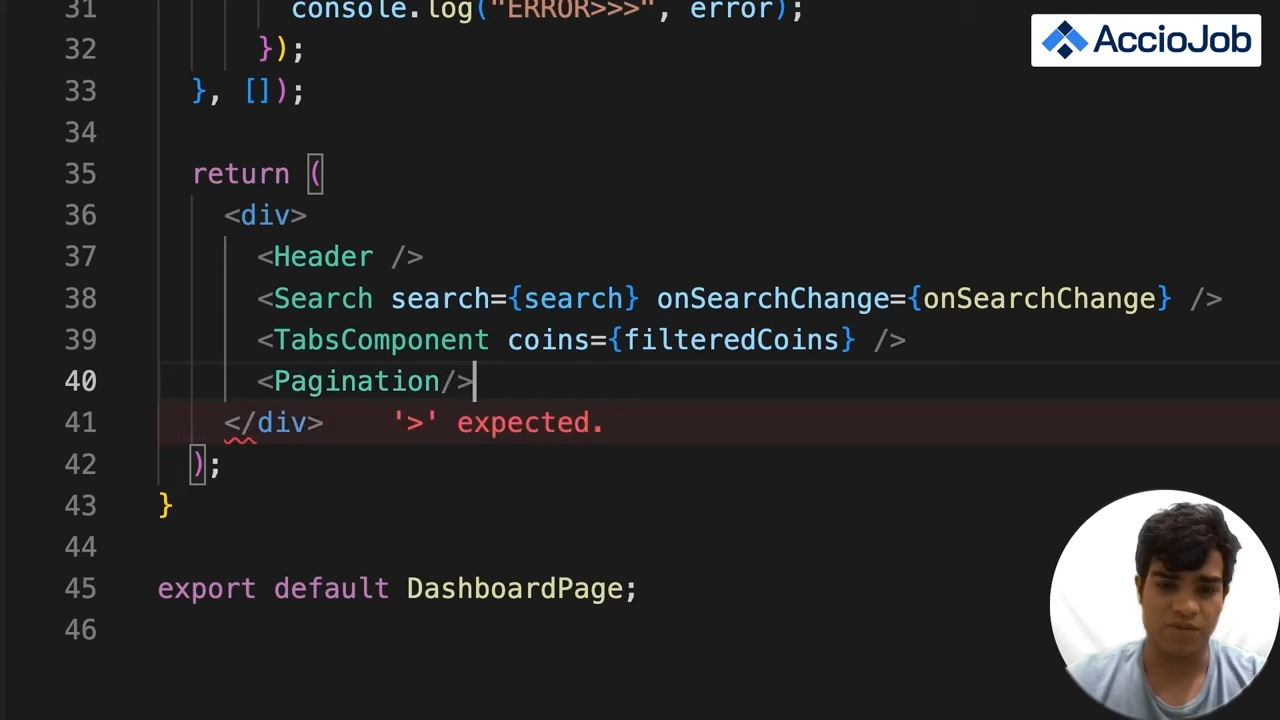 31 console.log("ERROR>>>", error);
AccioJob
32 });
33 }, []);
34
35 return (
36 <div>
37 <Header />
38 <Search search={search} onSearchChange={onSearchChange} />
39 <TabsComponent coins={filteredCoins} />
40 <Pagination/>
41 </div> '>' expected.
42 );
43 }
44
45 export default DashboardPage;
46